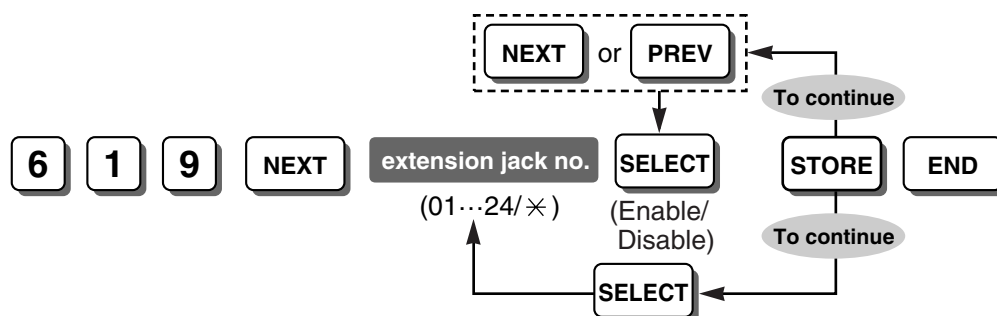 NEXT or PREV
To continue
6 1 9 NEXT extension jack no. SELECT STORE END
(01···24/✳)
(Enable/
Disable)
To continue
SELECT